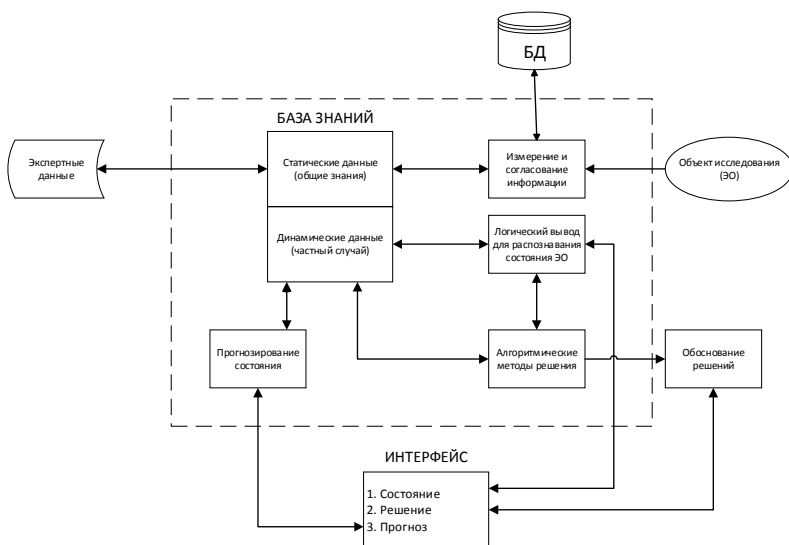 БД
БАЗА ЗНАНИЙ
Экспертные
данные
Статические данные
(общие знания)
Измерение и
согласование
информации
Объект исследования
(ЭО)
Динамические данные
(частный случай)
Логический вывод
для распознавания
состояния ЭО
Прогнозирование
состояния
Алгоритмические
методы решения
Обоснование
решений
ИНТЕРФЕЙС
1. Состояние
2. Решение
3. Прогноз